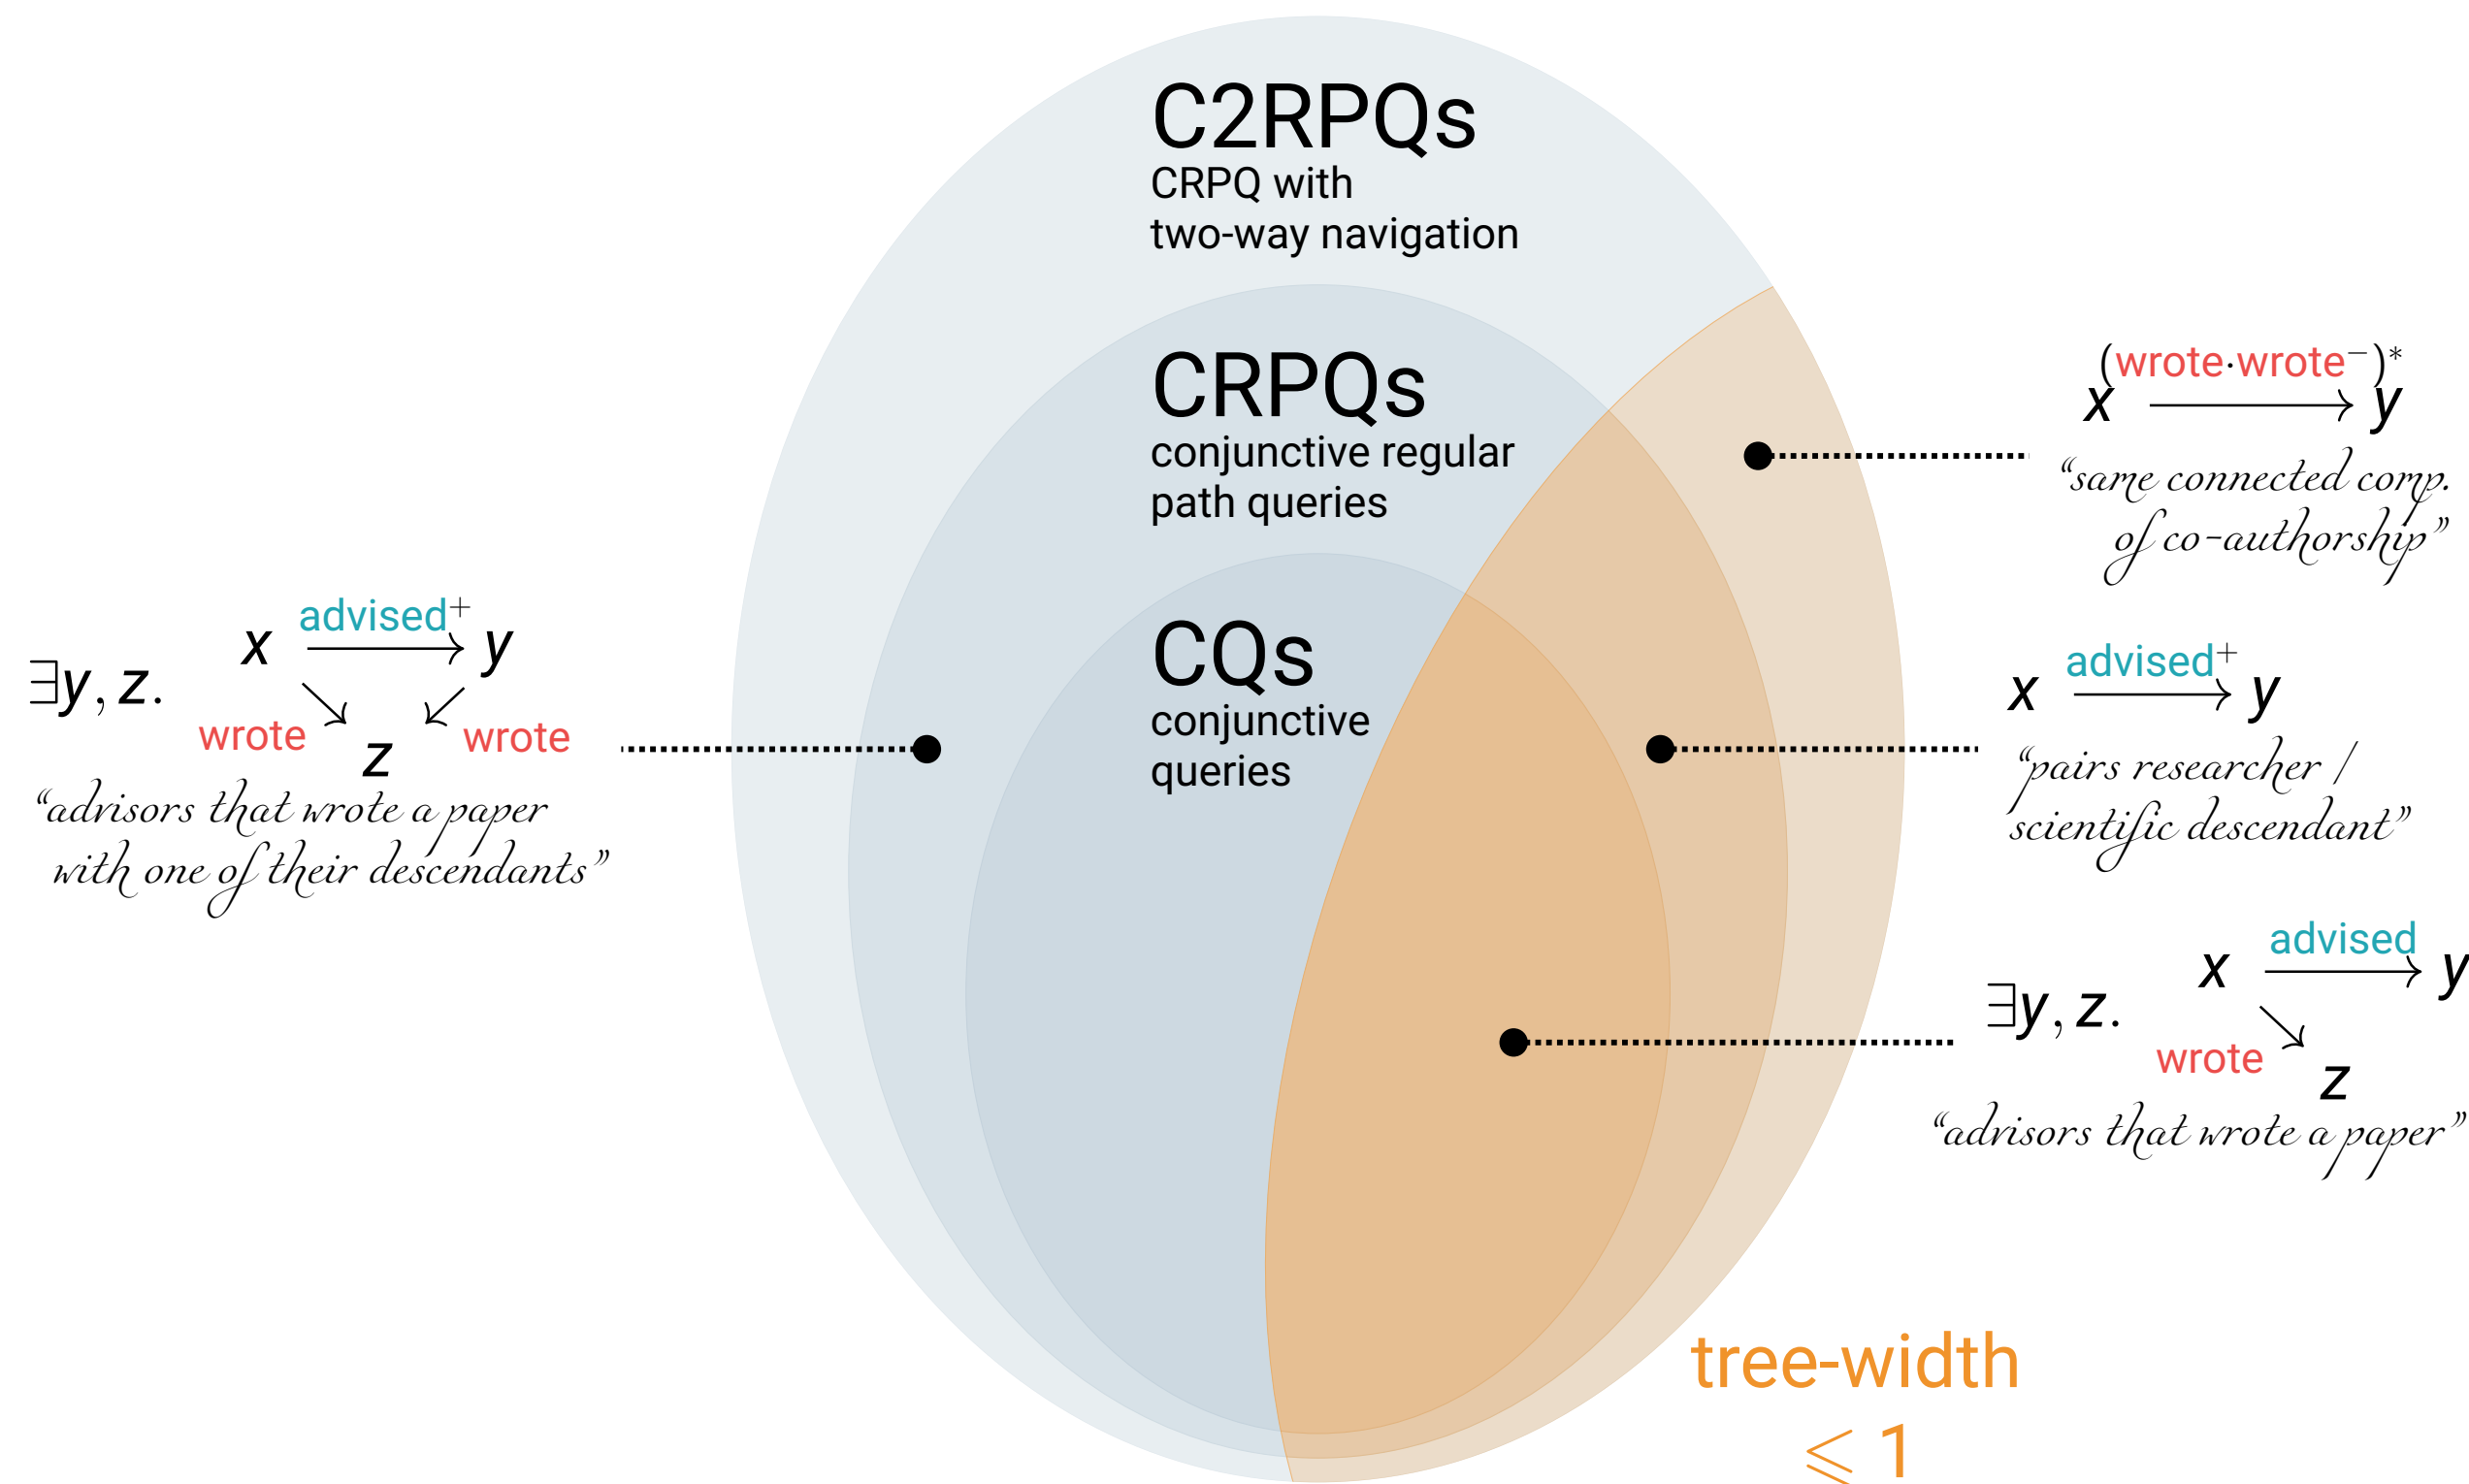 C2RPQs
CRPQ with
two-way navigation
CRPQs
conjunctive regular
path queries
CQs
conjunctive
queries
∃y, z.
x advised⁺ y
wrote z wrote
“advisors that wrote a paper
with one of their descendants”
(wrote·wrote⁻)*
x y
“same connected comp.
of co-authorship”
advised⁺
x y
“pairs researcher /
scientific descendant”
∃y, z.
x advised y
wrote z
“advisors that wrote a paper”
tree-width
⩽ 1